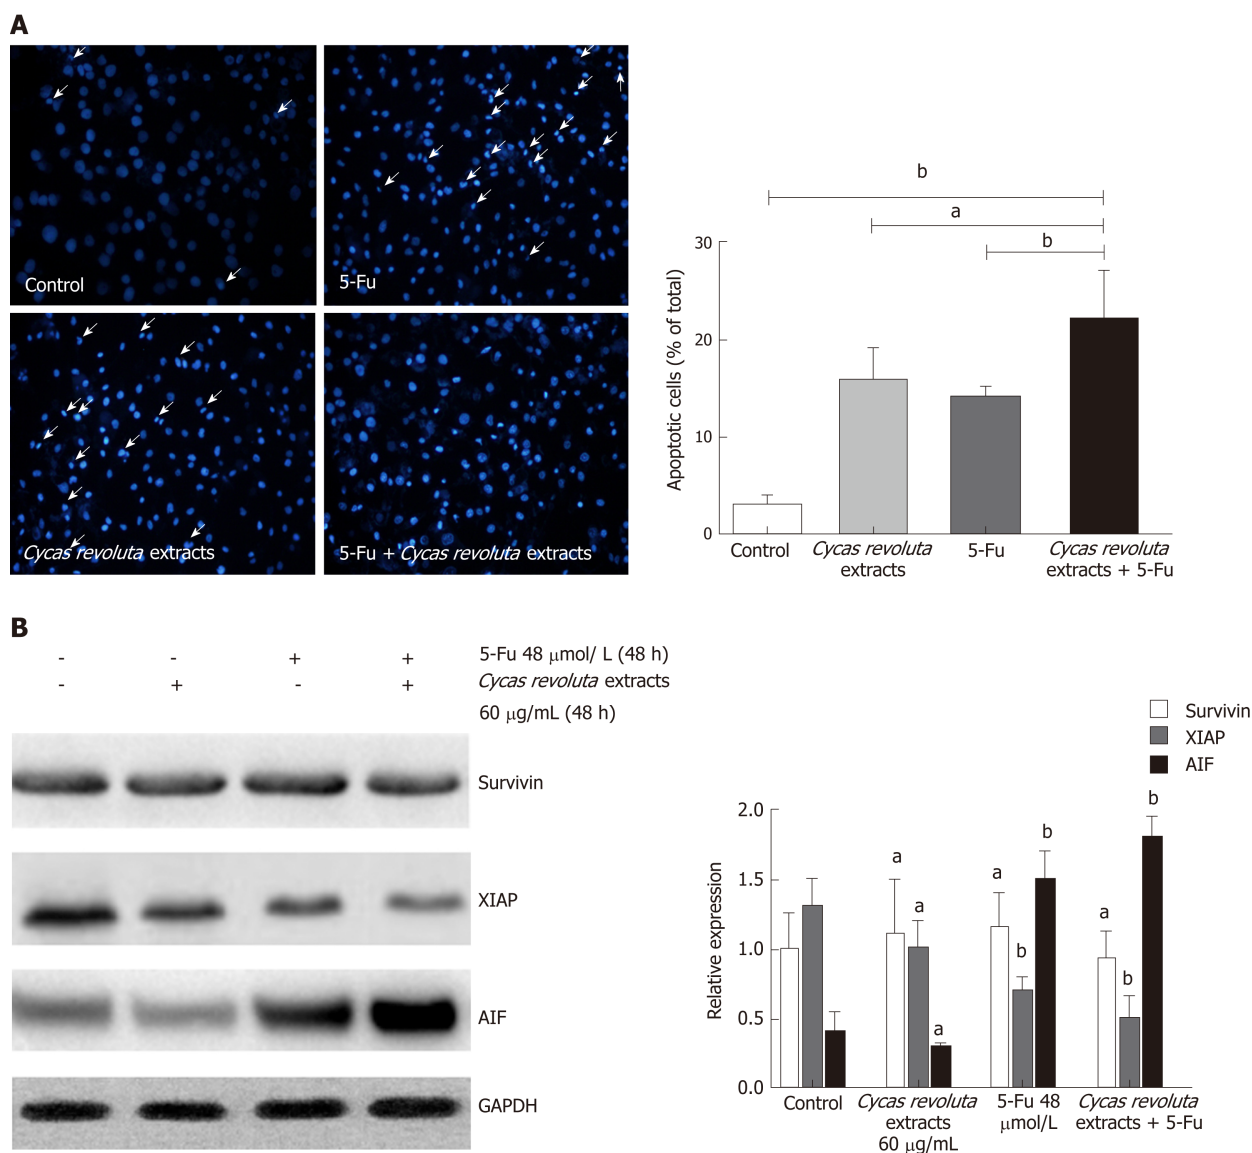 A
Control
5-Fu
Cycas revoluta extracts
5-Fu + Cycas revoluta extracts
b
a
b
Apoptotic cells (% of total)
30
20
10
0
Control
Cycas revoluta
extracts
5-Fu
Cycas revoluta
extracts + 5-Fu
B
- - + + 5-Fu 48 μmol/ L (48 h)
- + - + Cycas revoluta extracts
60 μg/mL (48 h)
Survivin
XIAP
AIF
GAPDH
Survivin
XIAP
AIF
Relative expression
2.0
1.5
1.0
0.5
0.0
a
a
a
a
b
b
a
b
b
Control
Cycas revoluta
extracts
60 μg/mL
5-Fu 48
μmol/L
Cycas revoluta
extracts + 5-Fu